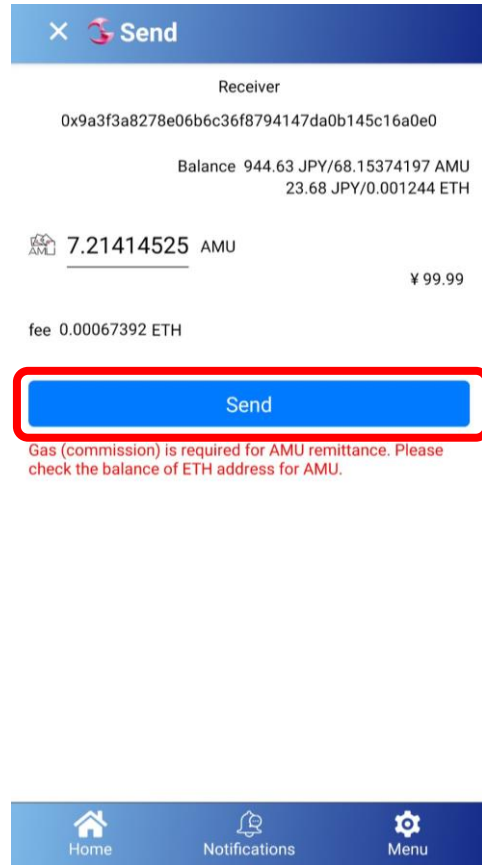 Send
Receiver
0x9a3f3a8278e06b6c36f8794147da0b145c16a0e0
Balance 944.63 JPY/68.15374197 AMU
23.68 JPY/0.001244 ETH
AMU 7.21414525 AMU
¥ 99.99
fee 0.00067392 ETH
Send
Gas (commission) is required for AMU remittance. Please
check the balance of ETH address for AMU.
Home Notifications Menu